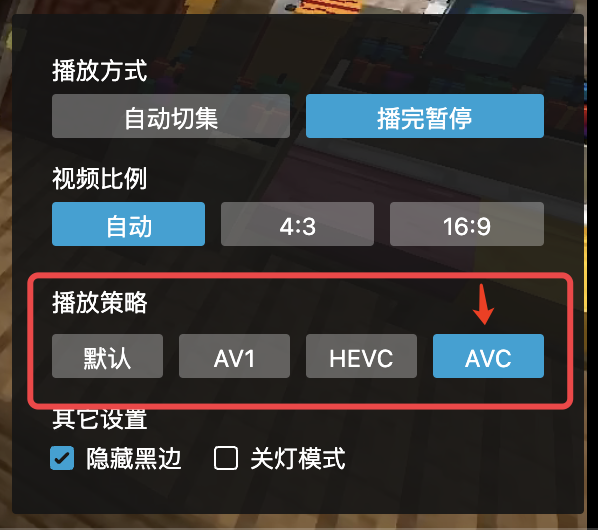 播放方式
自动切集 播完暂停
视频比例
自动 4:3 16:9
播放策略
默认 AV1 HEVC AVC
其它设置
隐藏黑边 关灯模式